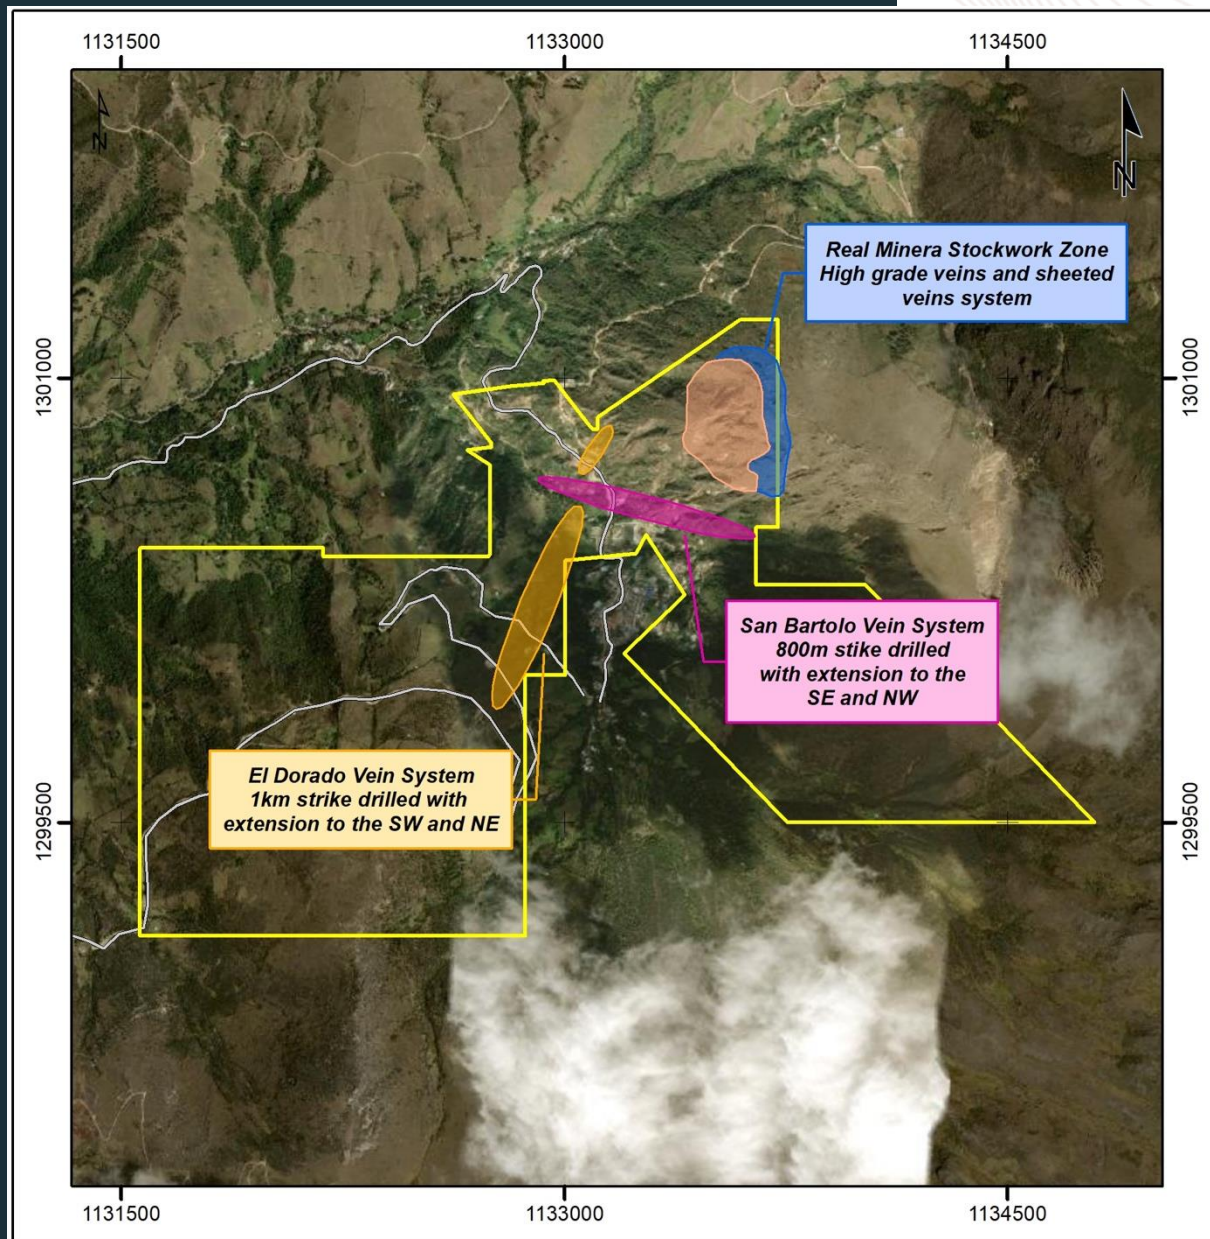 1131500
1133000
1134500
N
N
Real Minera Stockwork Zone
High grade veins and sheeted
veins system
1301000
1301000
San Bartolo Vein System
800m stike drilled
with extension to the
SE and NW
El Dorado Vein System
1km strike drilled with
extension to the SW and NE
1299500
1299500
1131500
1133000
1134500